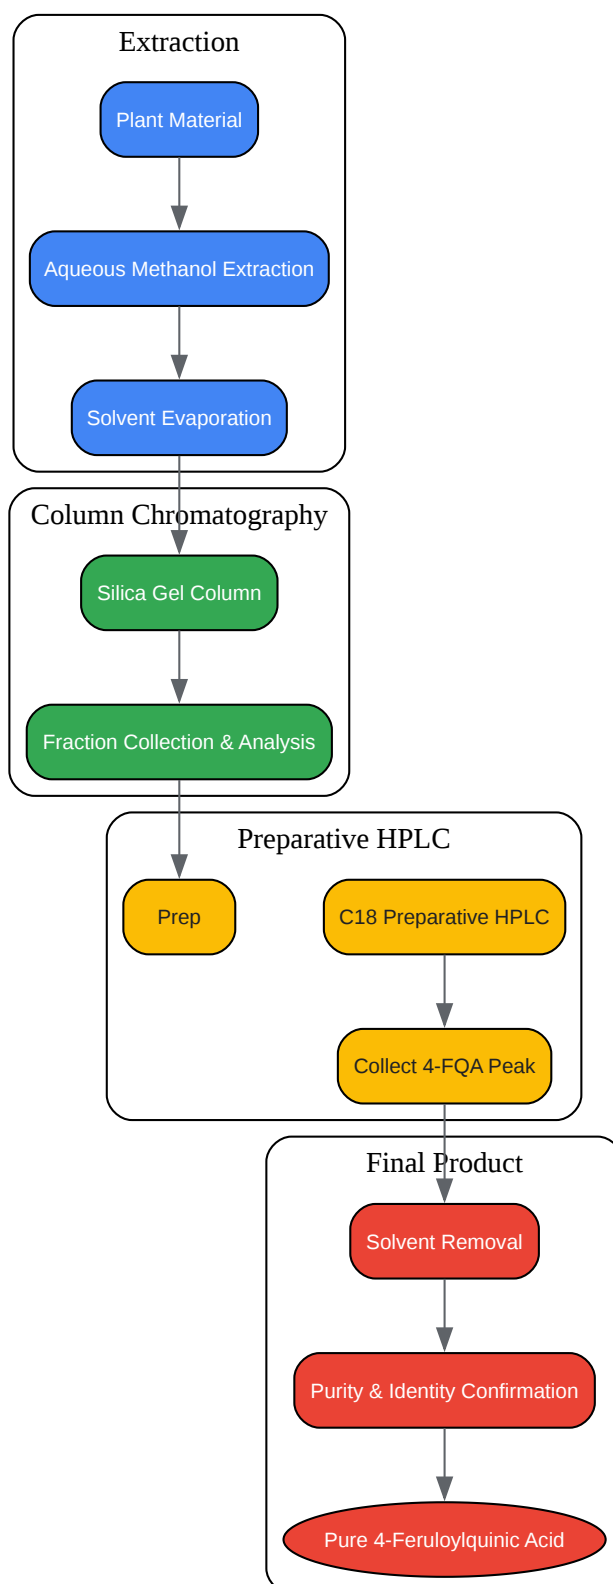 Extraction
Plant Material
Aqueous Methanol Extraction
Solvent Evaporation
Column Chromatography
Silica Gel Column
Fraction Collection & Analysis
Preparative HPLC
Prep
C18 Preparative HPLC
Collect 4-FQA Peak
Final Product
Solvent Removal
Purity & Identity Confirmation
Pure 4-Feruloylquinic Acid